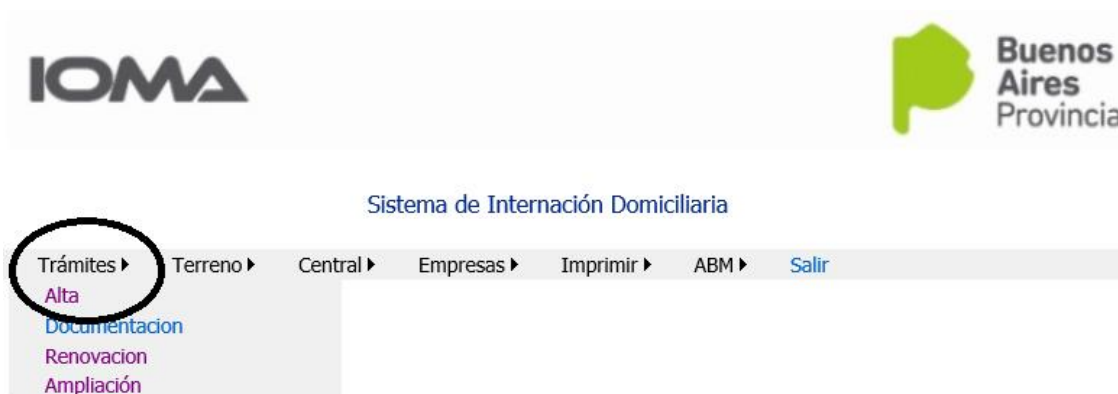 IOMA
Buenos
Aires
Provincia
Sistema de Internación Domiciliaria
Trámites Terreno Central Empresas Imprimir ABM Salir
Alta
Documentacion
Renovacion
Ampliación